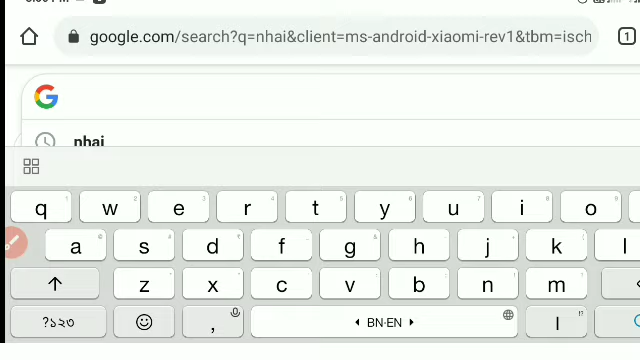 google.com/search?q=nhai&client=ms-android-xiaomi-rev1&tbm=isch
1
nhai
q w e r t y u i o
a s d f g h j k l
z x c v b n m
?১২৩ , BN·EN ।